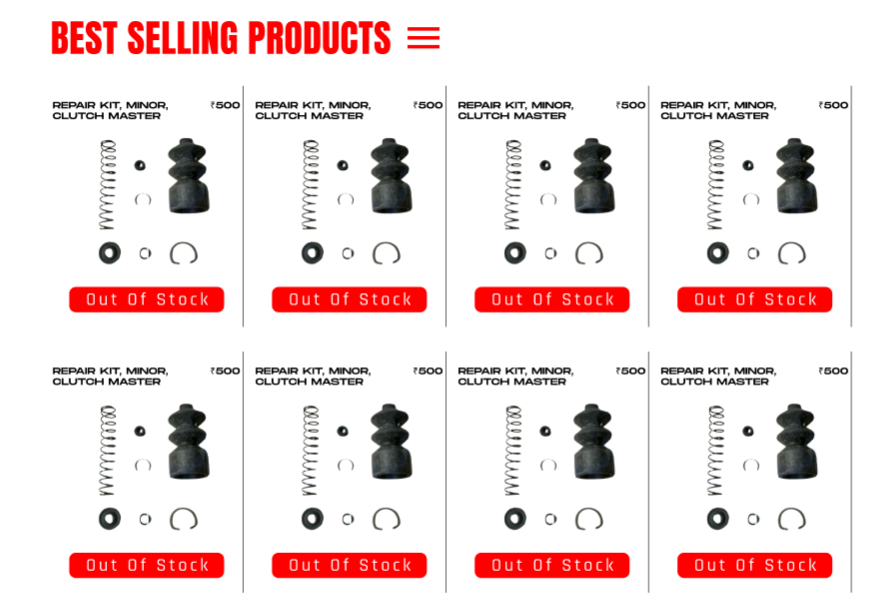 BEST SELLING PRODUCTS
REPAIR KIT, MINOR, CLUTCH MASTER ₹500
Out Of Stock
REPAIR KIT, MINOR, CLUTCH MASTER ₹500
Out Of Stock
REPAIR KIT, MINOR, CLUTCH MASTER ₹500
Out Of Stock
REPAIR KIT, MINOR, CLUTCH MASTER ₹500
Out Of Stock
REPAIR KIT, MINOR, CLUTCH MASTER ₹500
Out Of Stock
REPAIR KIT, MINOR, CLUTCH MASTER ₹500
Out Of Stock
REPAIR KIT, MINOR, CLUTCH MASTER ₹500
Out Of Stock
REPAIR KIT, MINOR, CLUTCH MASTER ₹500
Out Of Stock